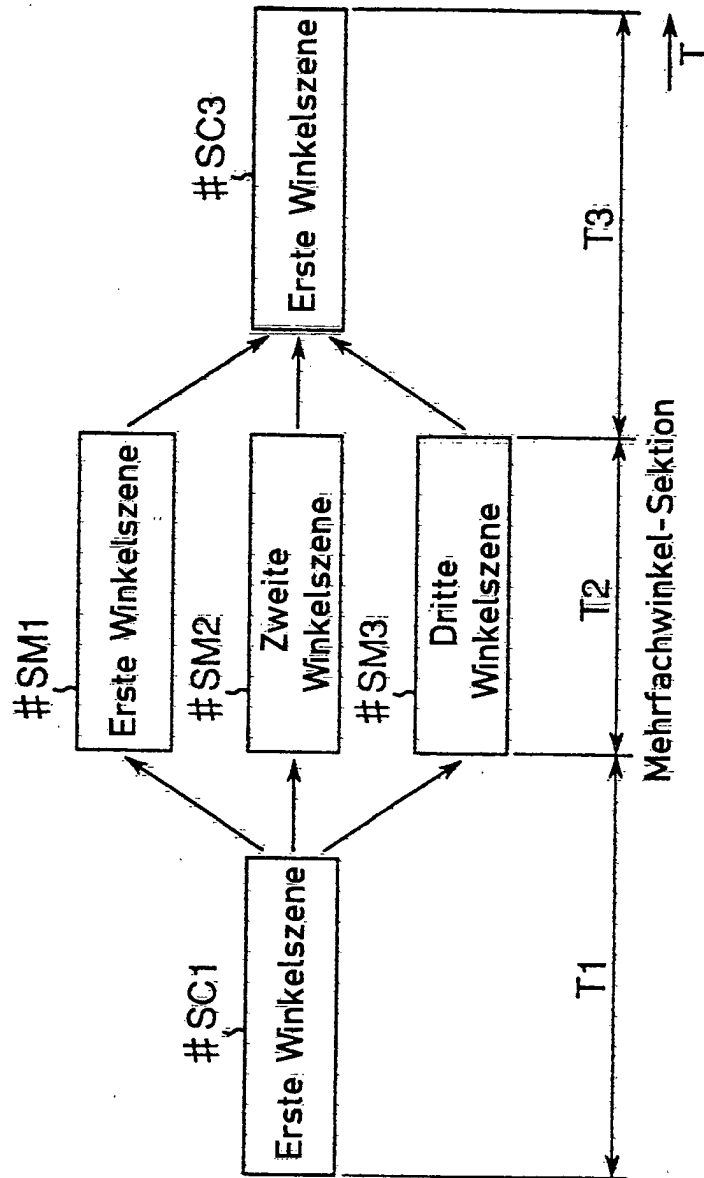 #SM1
Erste Winkelszene
#SC1
Erste Winkelszene
#SM2
Zweite
Winkelszene
#SC3
Erste Winkelszene
#SM3
Dritte
Winkelszene
T1
T2
T3
Mehrfachwinkel-Sektion
T